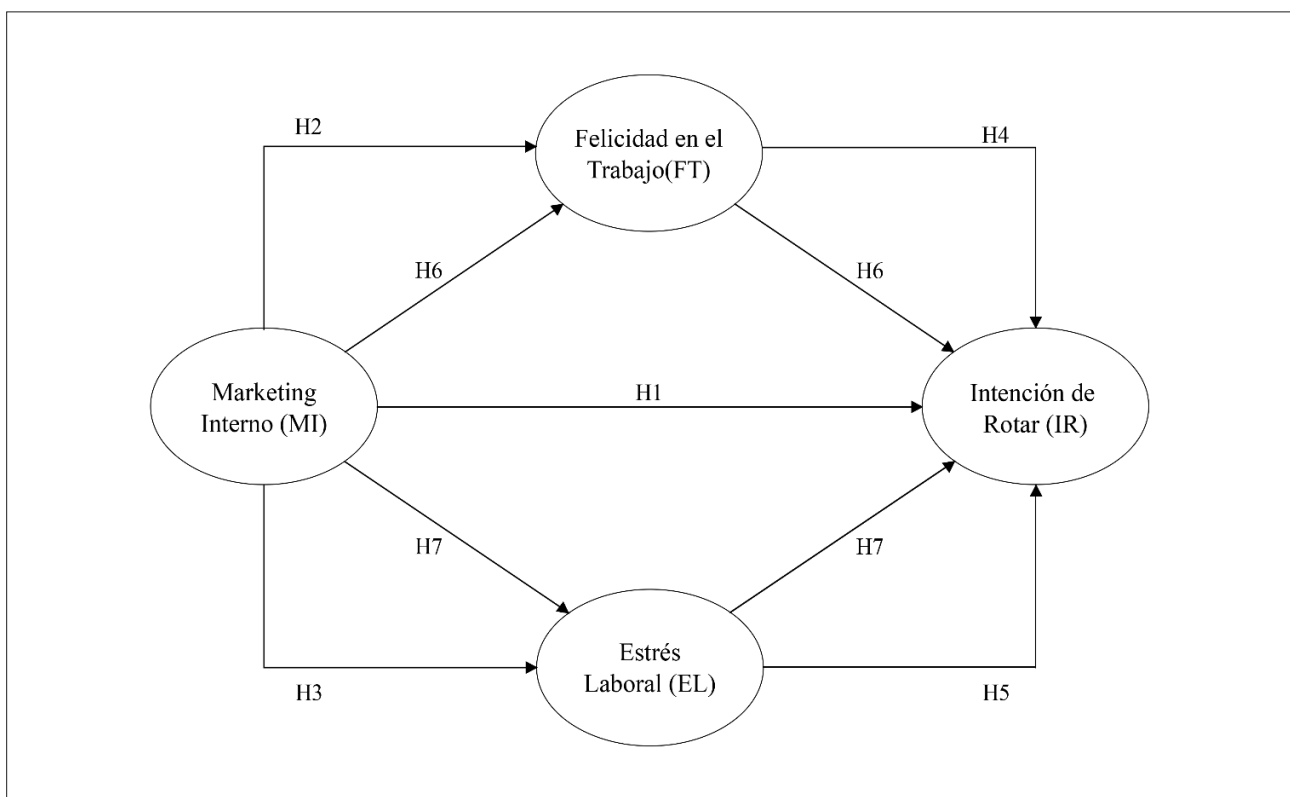 H2
Felicidad en el
Trabajo(FT)
H4
H6
H6
Marketing
Interno (MI)
H1
Intención de
Rotar (IR)
H7
H7
Estrés
Laboral (EL)
H3
H5